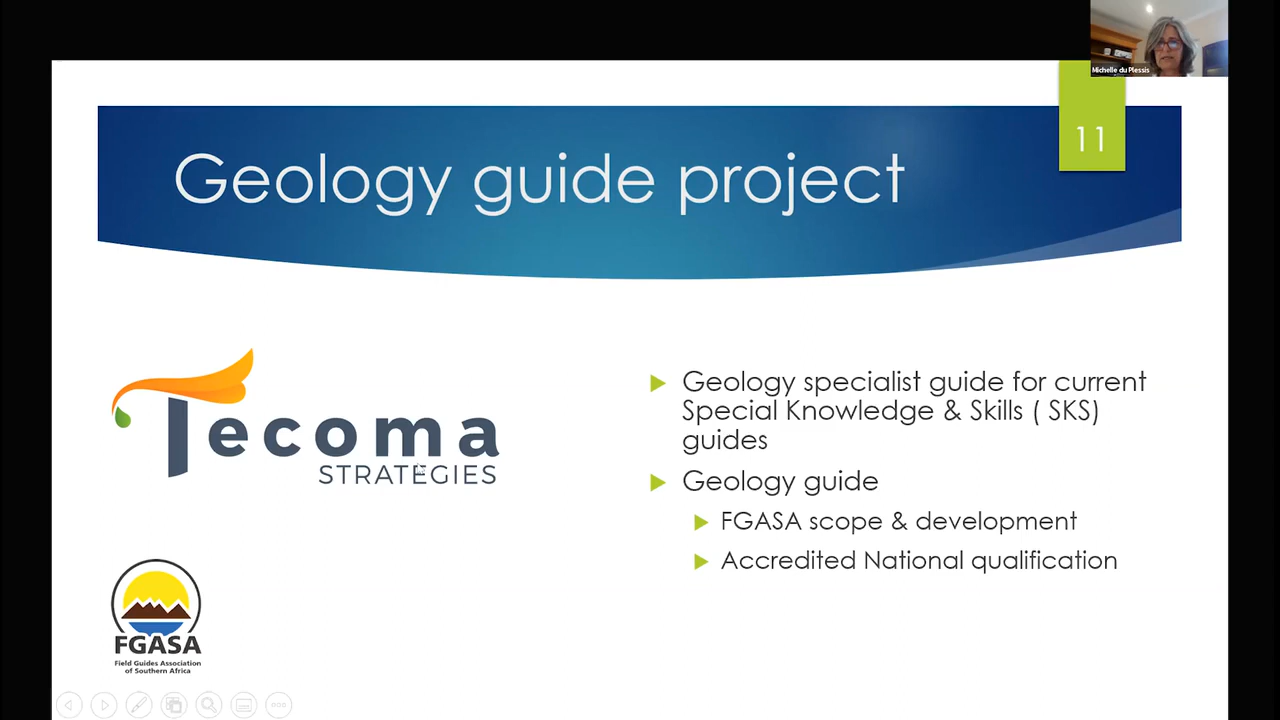 Michelle du Plessis
11
Geology guide project
Tecoma
STRATEGIES
Geology specialist guide for current
Special Knowledge & Skills ( SKS)
guides
Geology guide
FGASA scope & development
Accredited National qualification
FGASA
Field Guides Association
of Southern Africa